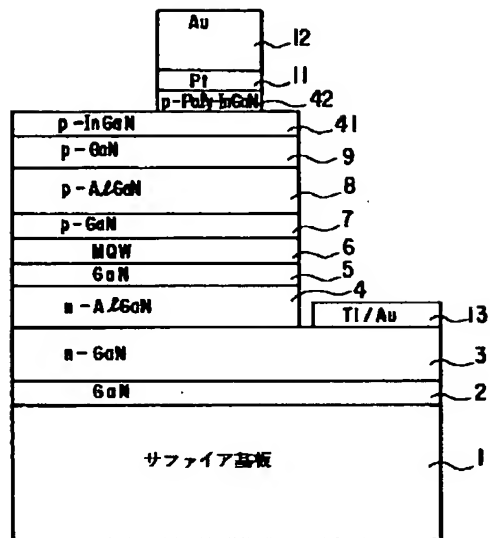 Au 12
Pt 11
p-Poly InGaN 42
p-InGaN 41
p-GaN 9
p-AlGaN 8
p-GaN 7
MQW 6
GaN 5
n-AlGaN 4
Ti/Au 13
n-GaN 3
GaN 2
サファイア基板 1